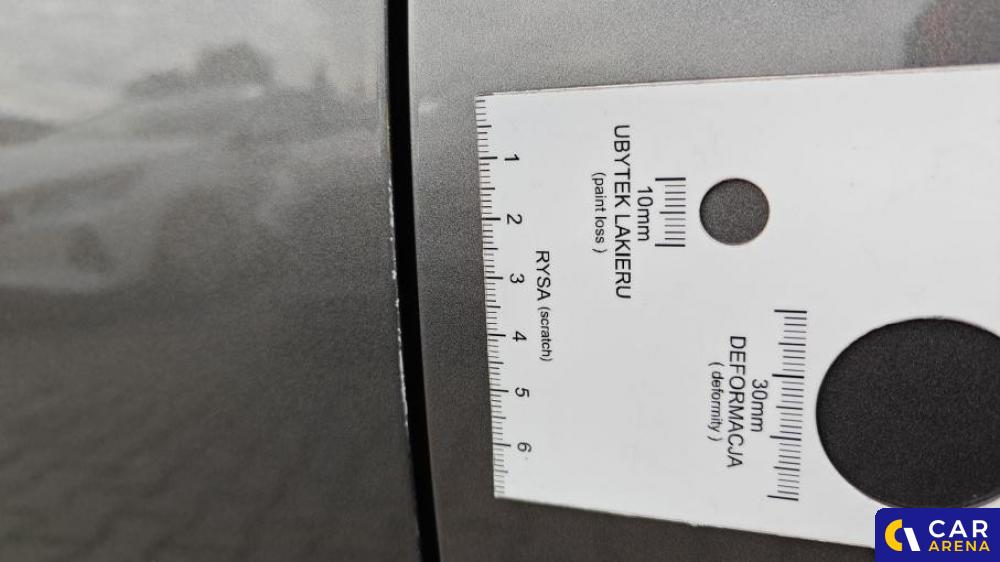 UBYTEK LAKIERU
10mm
(paint loss )
RYSA (scratch)
1 2 3 4 5 6
30mm
DEFORMACJA
( deformity )
CAR
ARENA